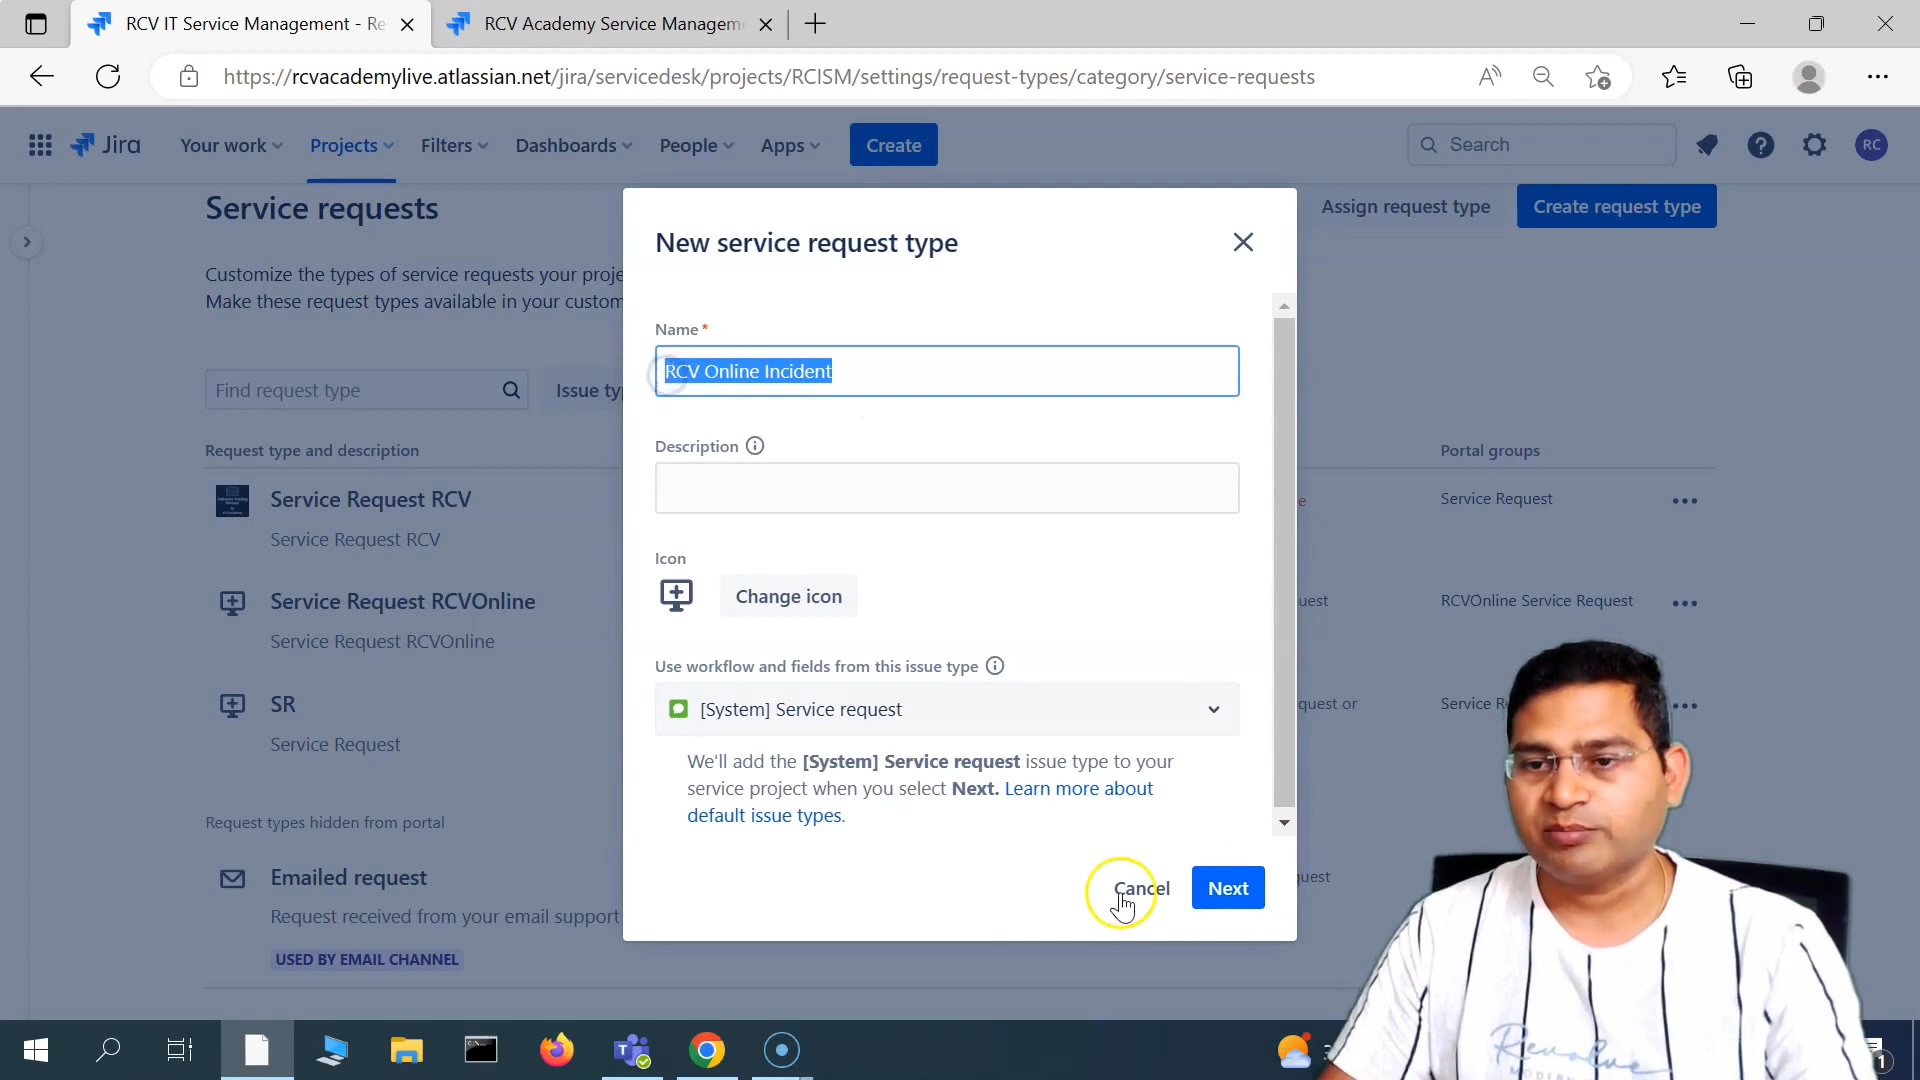 RCV IT Service Management - Re
RCV Academy Service Managem
https://rcvacademylive.atlassian.net/jira/servicedesk/projects/RCISM/settings/request-types/category/service-requests
Jira
Your work
Projects
Filters
Dashboards
People
Apps
Create
Search
RC
Service requests
Assign request type
Create request type
Customize the types of service requests your proje
Make these request types available in your custom
Find request type
Issue typ
Request type and description
Portal groups
Service Request RCV
Service Request RCV
Service Request
Service Request RCVOnline
Service Request RCVOnline
uest
RCVOnline Service Request
SR
Service Request
quest or
Service R
Request types hidden from portal
Emailed request
Request received from your email support
USED BY EMAIL CHANNEL
New service request type
Name *
RCV Online Incident
Description
Icon
Change icon
Use workflow and fields from this issue type
[System] Service request
We'll add the [System] Service request issue type to your
service project when you select Next. Learn more about
default issue types.
Cancel
Next
1